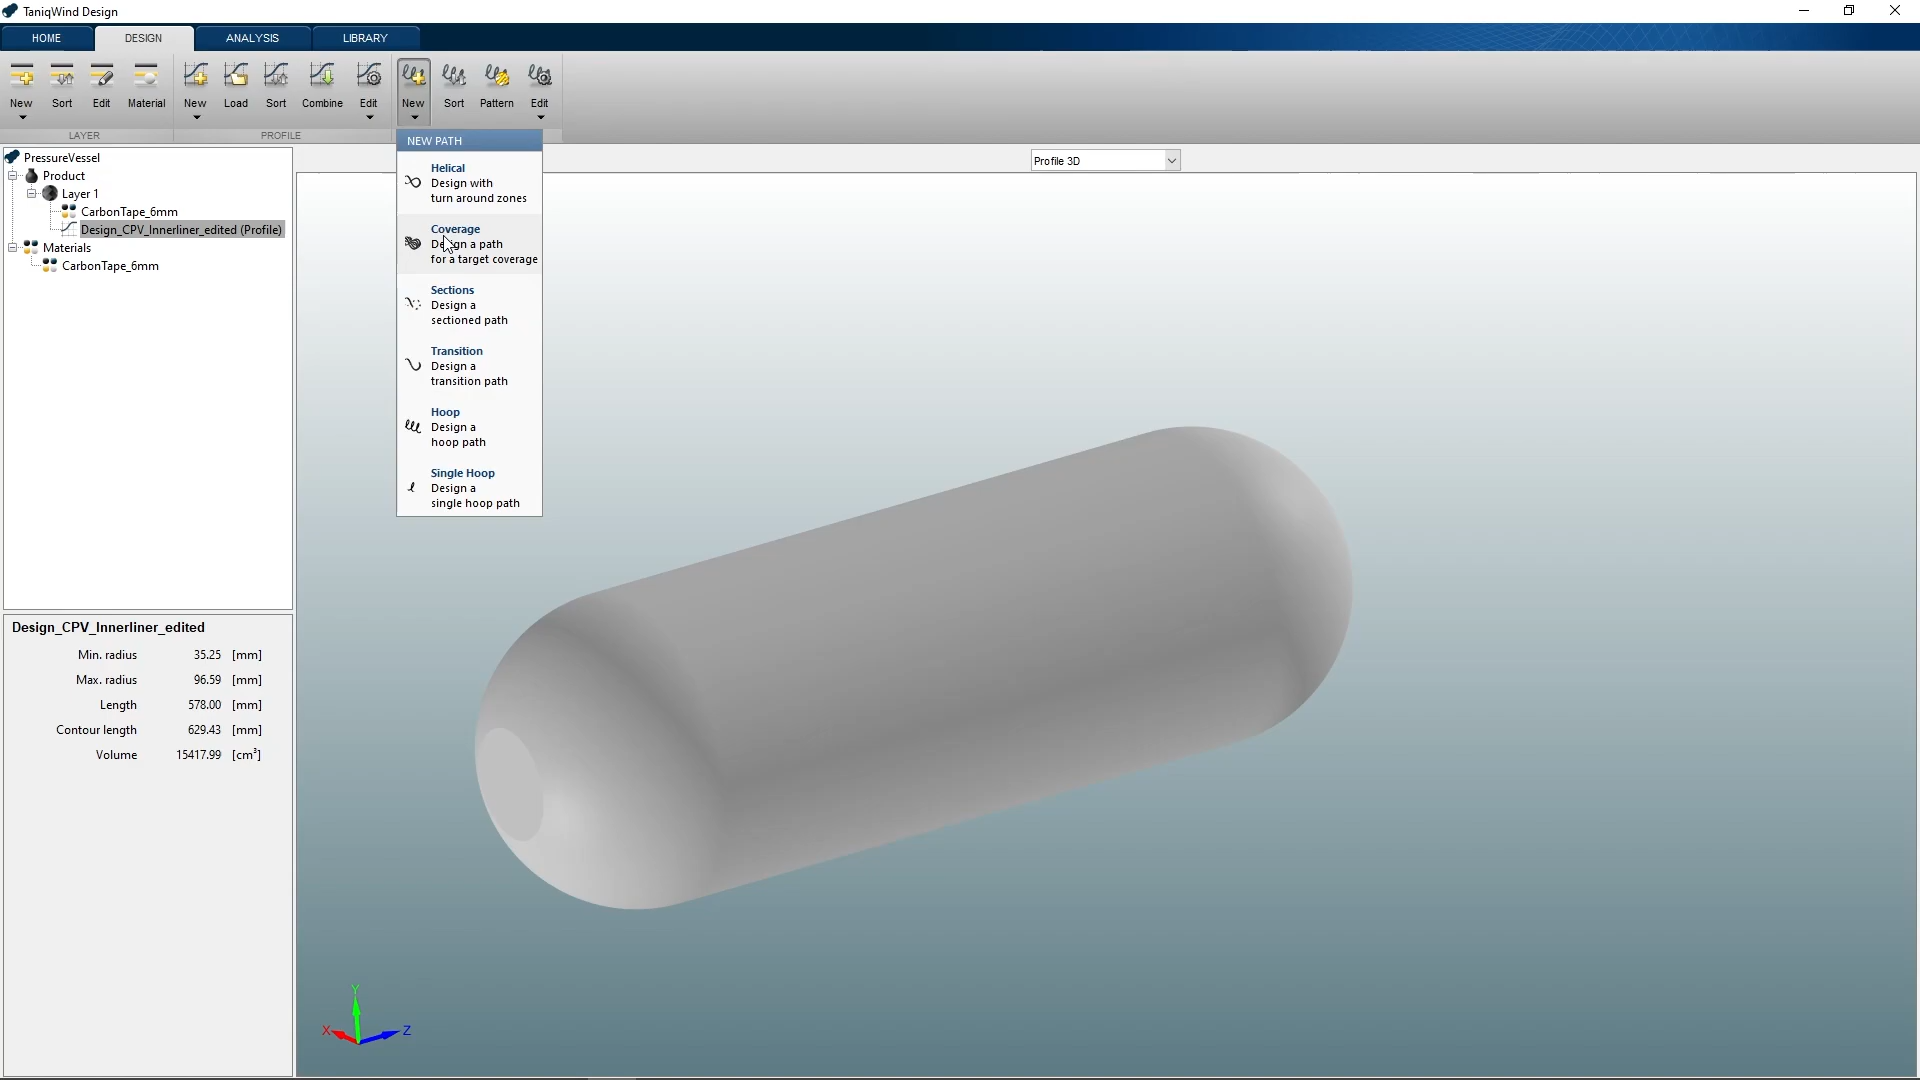 TaniqWind Design
HOME DESIGN ANALYSIS LIBRARY
New Sort Edit Material New Load Sort Combine Edit New Sort Pattern Edit
LAYER PROFILE
NEW PATH
Helical
Design with
turn around zones
Coverage
Design a path
for a target coverage
Sections
Design a
sectioned path
Transition
Design a
transition path
Hoop
Design a
hoop path
Single Hoop
Design a
single hoop path
Profile 3D
PressureVessel
Product
Layer 1
CarbonTape_6mm
Design_CPV_Innerliner_edited (Profile)
Materials
CarbonTape_6mm
Design_CPV_Innerliner_edited
Min. radius 35.25 [mm]
Max. radius 96.59 [mm]
Length 578.00 [mm]
Contour length 629.43 [mm]
Volume 15417.99 [cm³]
Y
X
Z